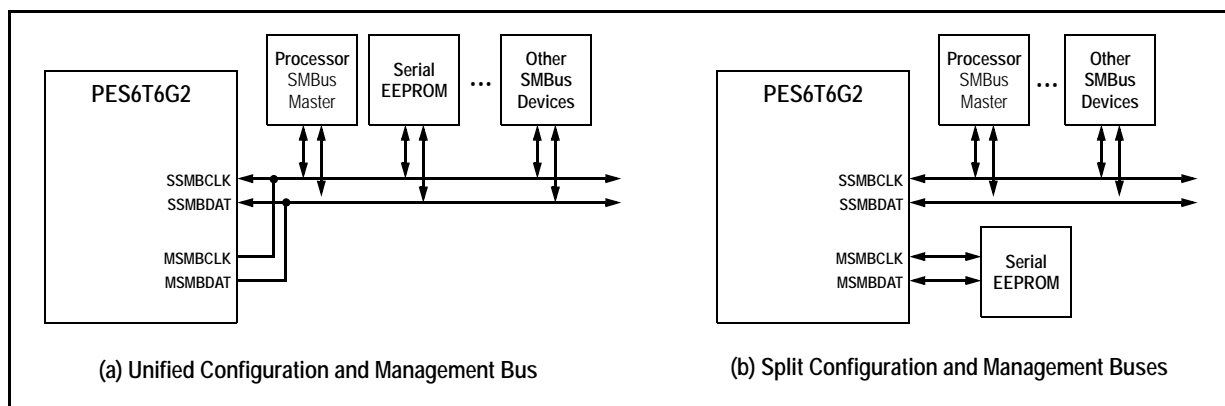 PES6T6G2
Processor
SMBus
Master
Serial
EEPROM
...
Other
SMBus
Devices
SSMBCLK
SSMBDAT
MSMBCLK
MSMBDAT
(a) Unified Configuration and Management Bus
PES6T6G2
Processor
SMBus
Master
...
Other
SMBus
Devices
SSMBCLK
SSMBDAT
MSMBCLK
MSMBDAT
Serial
EEPROM
(b) Split Configuration and Management Buses